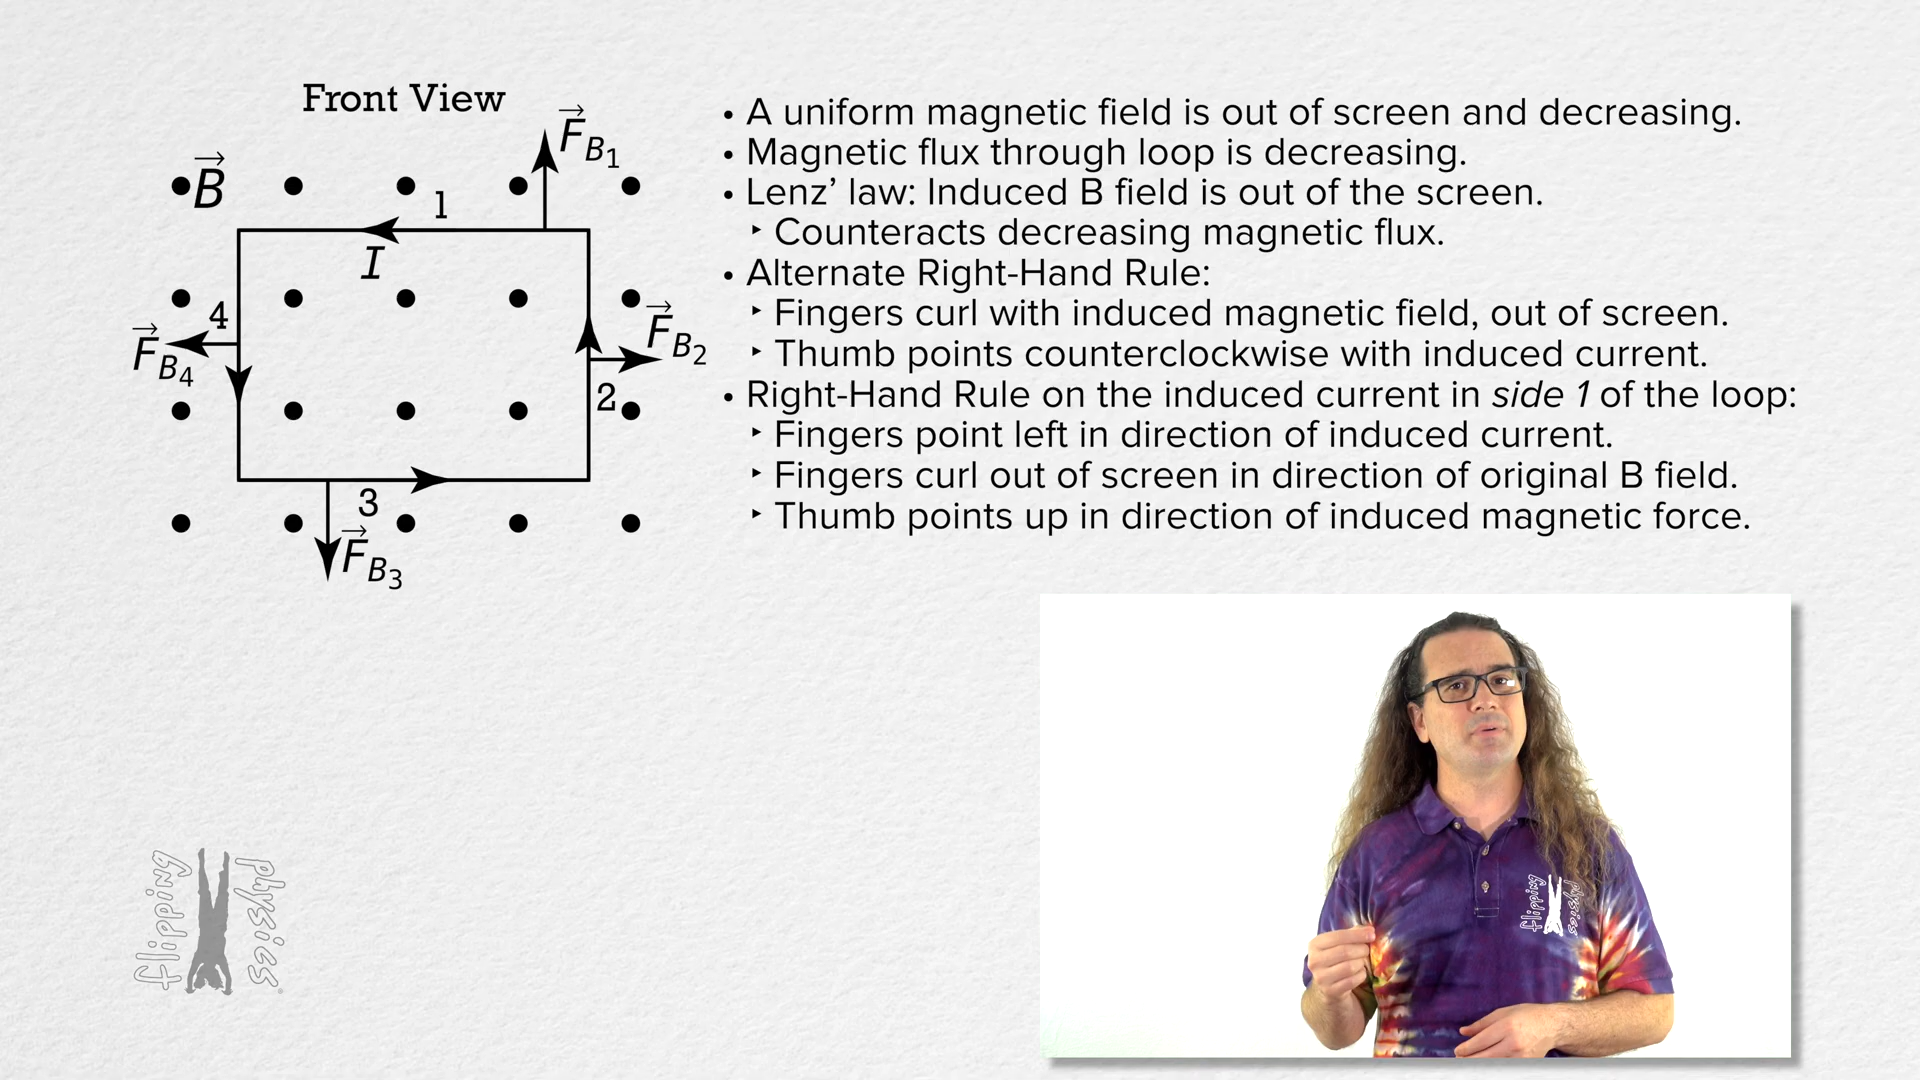 Front View
B
F B1
1
I
4
F B4
F B2
2
3
F B3
• A uniform magnetic field is out of screen and decreasing.
• Magnetic flux through loop is decreasing.
• Lenz’ law: Induced B field is out of the screen.
‣ Counteracts decreasing magnetic flux.
• Alternate Right-Hand Rule:
‣ Fingers curl with induced magnetic field, out of screen.
‣ Thumb points counterclockwise with induced current.
• Right-Hand Rule on the induced current in side 1 of the loop:
‣ Fingers point left in direction of induced current.
‣ Fingers curl out of screen in direction of original B field.
‣ Thumb points up in direction of induced magnetic force.
flipping physics
flipping physics